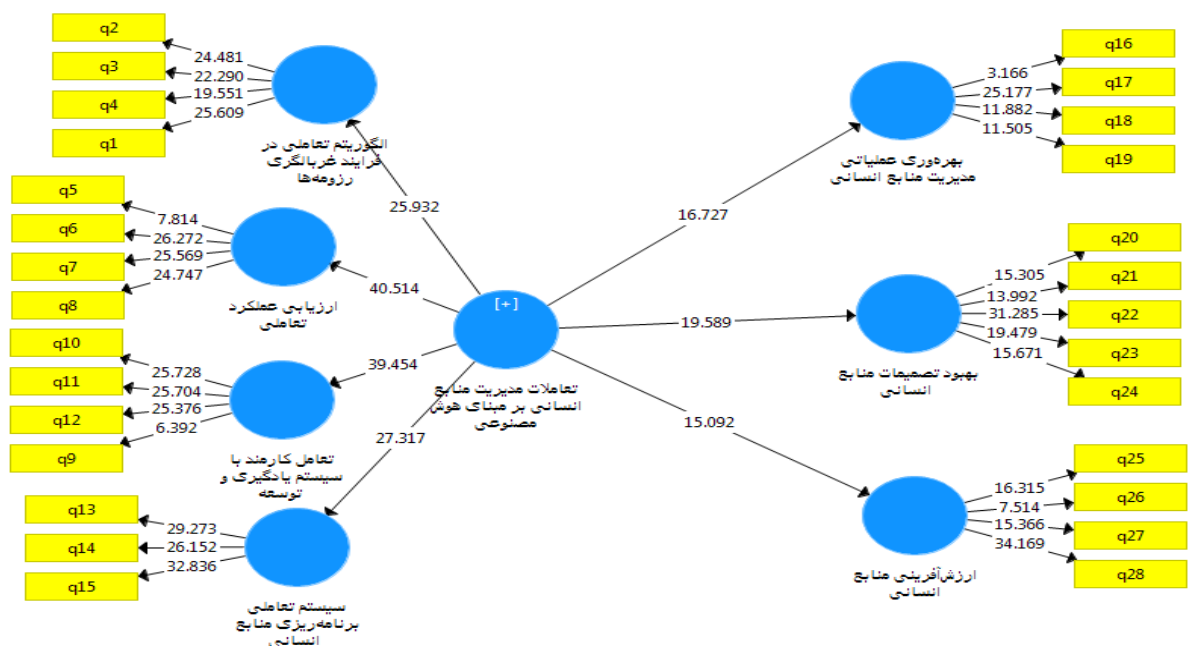 q2
q3
q4
q1
24.481
22.290
19.551
25.609
الگوریتم تعاملی در
فرایند غربالگری
رزومه‌ها
q5
q6
q7
q8
7.814
26.272
25.569
24.747
ارزیابی عملکرد
تعاملی
q10
q11
q12
q9
25.728
25.704
25.376
6.392
تعامل کارمند با
سیستم یادگیری و
توسعه
q13
q14
q15
29.273
26.152
32.836
سیستم تعاملی
برنامه‌ریزی منابع
انسانی
25.932
40.514
39.454
27.317
[+]
تعاملات مدیریت منابع
انسانی بر مبنای هوش
مصنوعی
16.727
19.589
15.092
q16
q17
q18
q19
3.166
25.177
11.882
11.505
بهره‌وری عملیاتی
مدیریت منابع انسانی
q20
q21
q22
q23
q24
15.305
13.992
31.285
19.479
15.671
بهبود تصمیمات منابع
انسانی
q25
q26
q27
q28
16.315
7.514
15.366
34.169
ارزش‌آفرینی منابع
انسانی